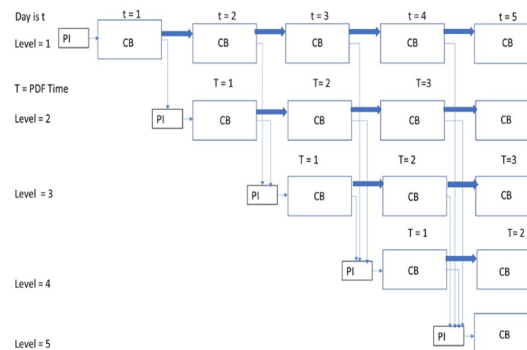 Day is t t = 1 t = 2 t = 3 t = 4 t = 5
Level = 1 PI CB CB CB CB CB
T = PDF Time T = 1 T = 2 T=3
Level = 2 PI CB CB CB CB
T = 1 T = 2 T=3
Level = 3 PI CB CB CB
T = 1 T= 2
PI CB CB
Level = 4
PI CB
Level = 5